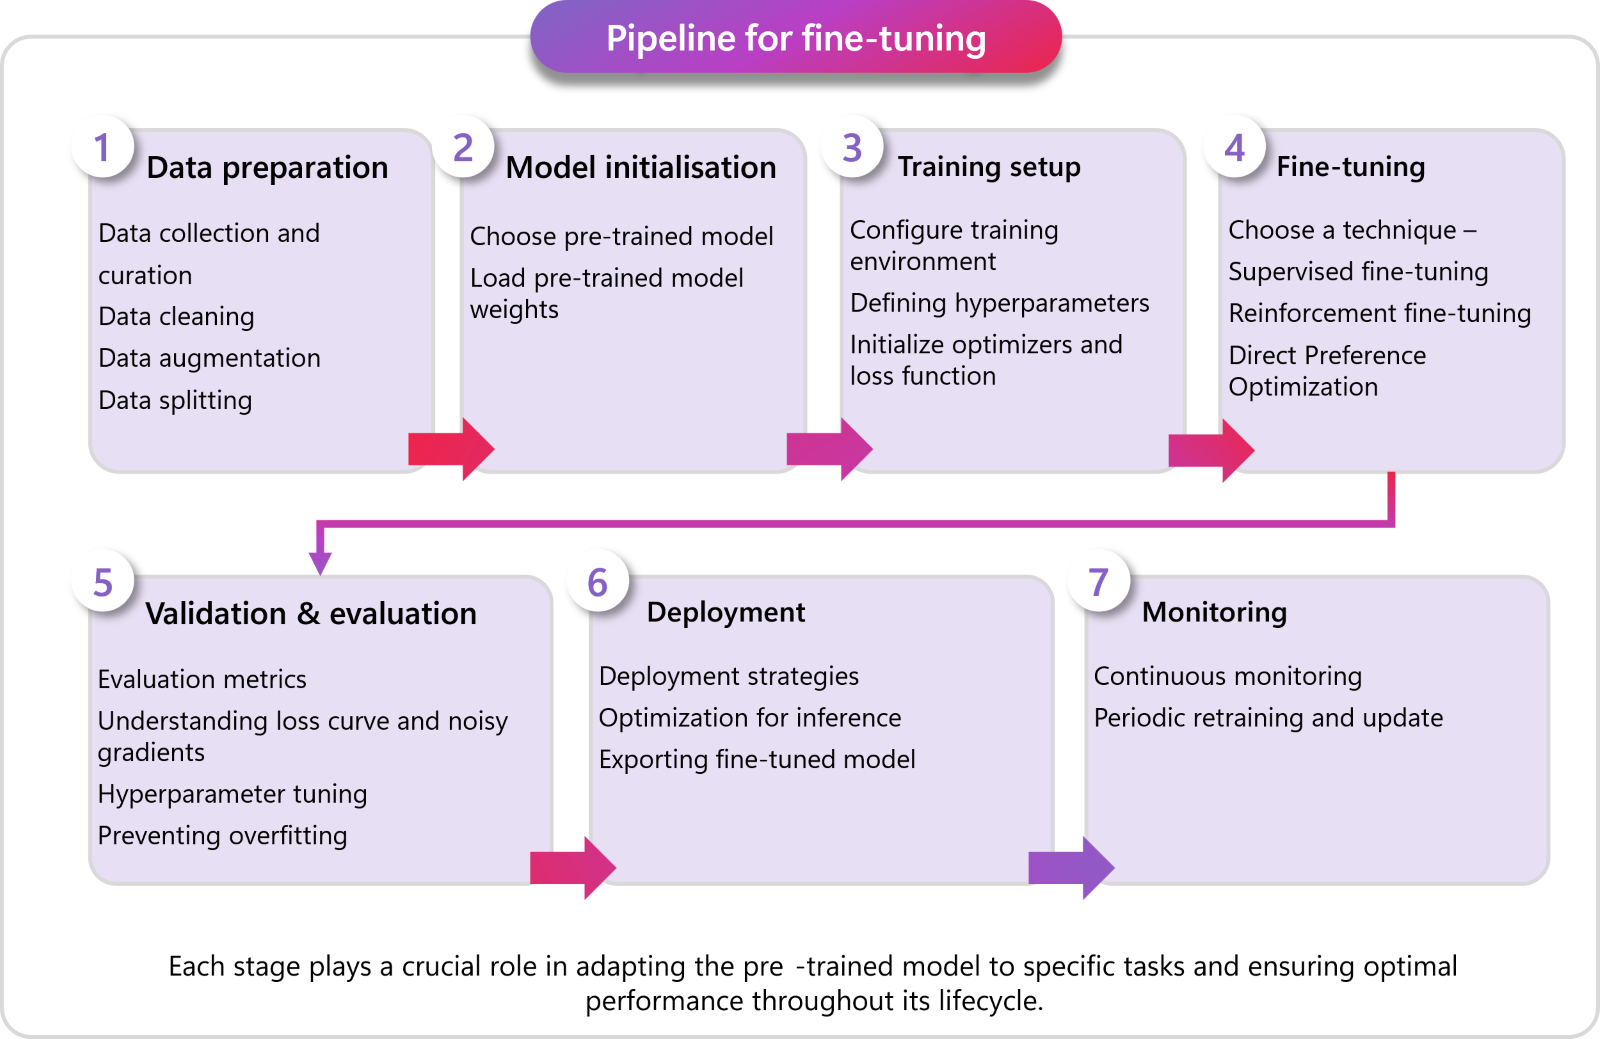 Pipeline for fine-tuning
1
Data preparation
Data collection and
curation
Data cleaning
Data augmentation
Data splitting
2
Model initialisation
Choose pre-trained model
Load pre-trained model
weights
3
Training setup
Configure training
environment
Defining hyperparameters
Initialize optimizers and
loss function
4
Fine-tuning
Choose a technique –
Supervised fine-tuning
Reinforcement fine-tuning
Direct Preference
Optimization
5
Validation & evaluation
Evaluation metrics
Understanding loss curve and noisy
gradients
Hyperparameter tuning
Preventing overfitting
6
Deployment
Deployment strategies
Optimization for inference
Exporting fine-tuned model
7
Monitoring
Continuous monitoring
Periodic retraining and update
Each stage plays a crucial role in adapting the pre -trained model to specific tasks and ensuring optimal
performance throughout its lifecycle.